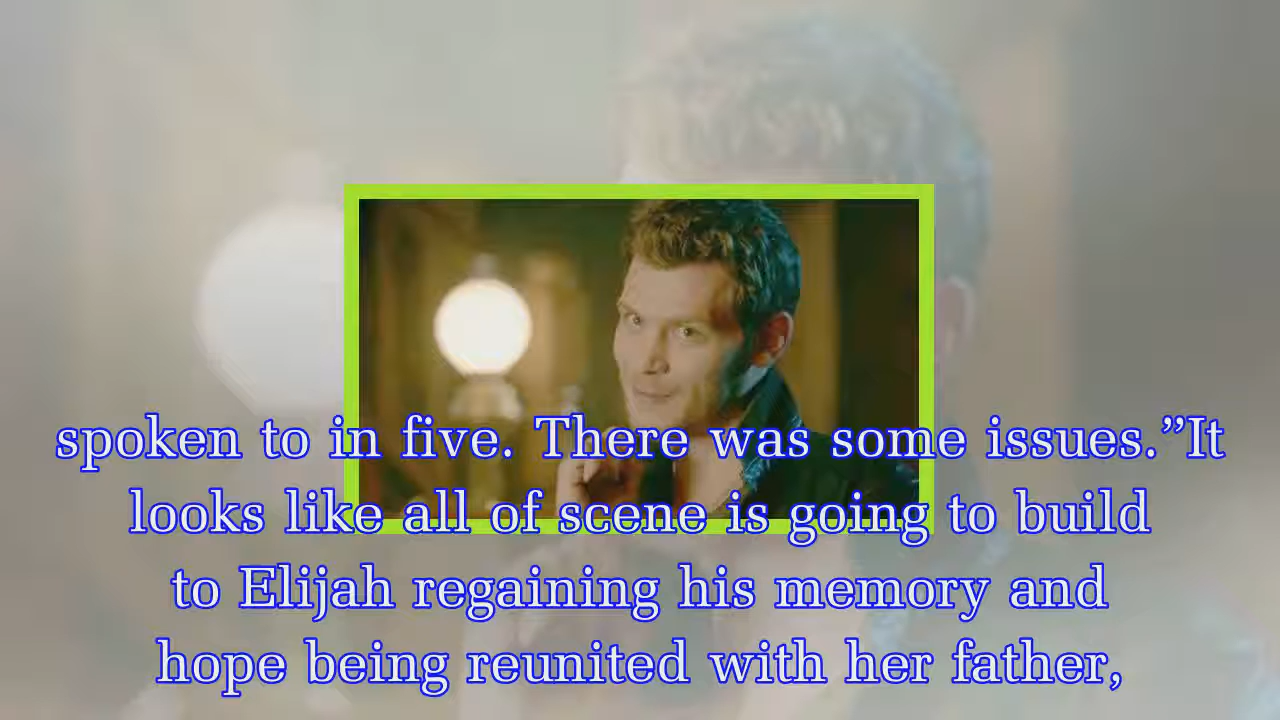 spoken to in five. There was some issues.”It
looks like all of scene is going to build
to Elijah regaining his memory and
hope being reunited with her father,